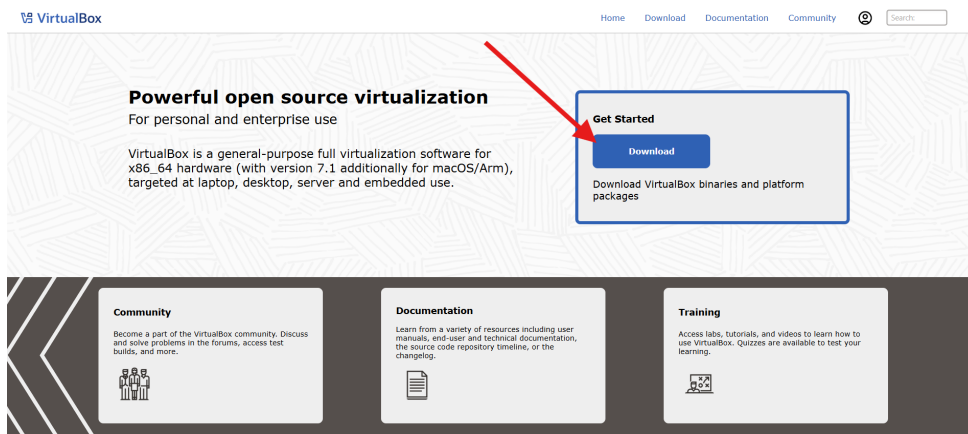 VirtualBox
Home Download Documentation Community Search:
Powerful open source virtualization
For personal and enterprise use
VirtualBox is a general-purpose full virtualization software for
x86_64 hardware (with version 7.1 additionally for macOS/Arm),
targeted at laptop, desktop, server and embedded use.
Get Started
Download
Download VirtualBox binaries and platform
packages
Community
Become a part of the VirtualBox community. Discuss
and solve problems in the forums, access test
builds, and more.
Documentation
Learn from a variety of resources including user
manuals, end-user and technical documentation,
the source code repository timeline, or the
changelog.
Training
Access labs, tutorials, and videos to learn how to
use VirtualBox. Quizzes are available to test your
learning.